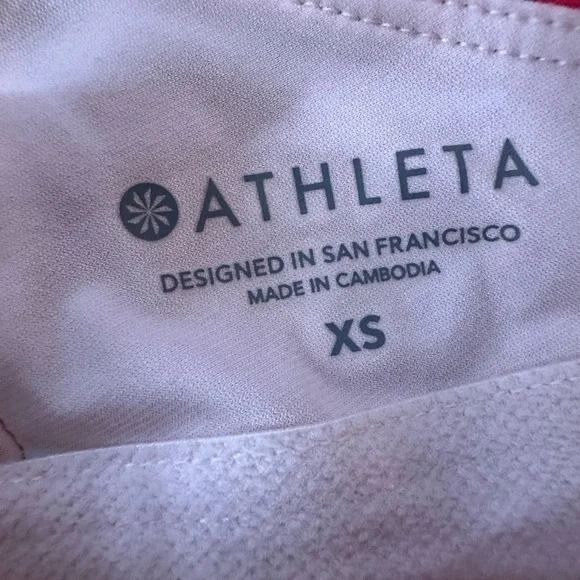 ATHLETA
DESIGNED IN SAN FRANCISCO
MADE IN CAMBODIA
XS